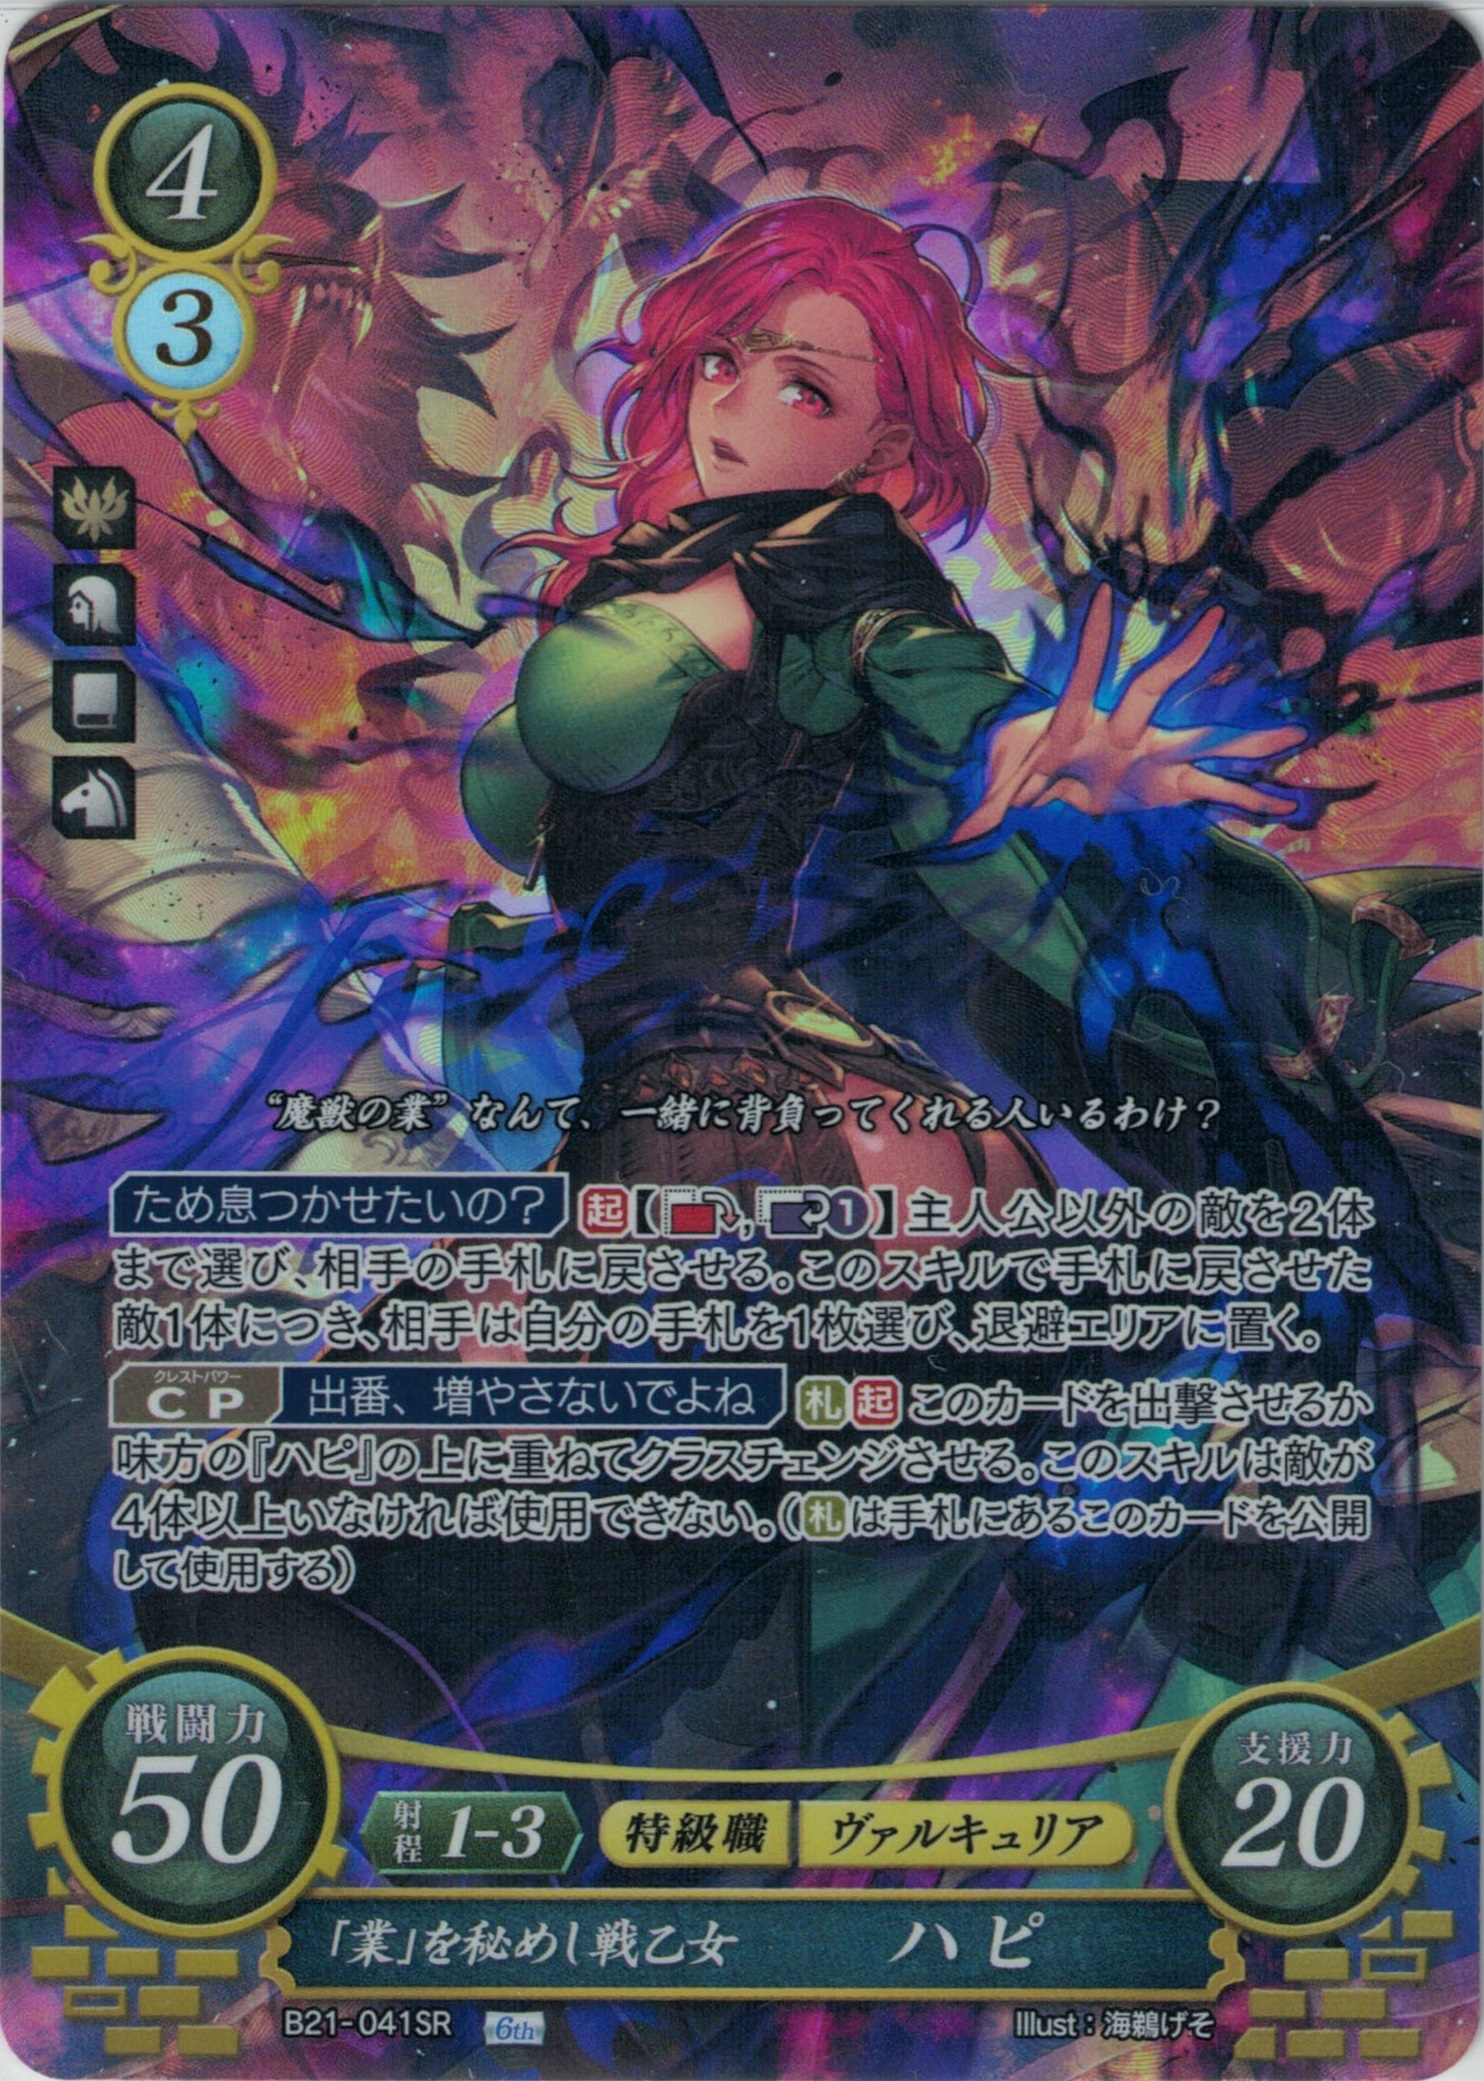 4
3
“魔獣の業”なんて、一緒に背負ってくれる人いるわけ？
ため息つかせたいの？ 起【 , 1】主人公以外の敵を2体
まで選び、相手の手札に戻させる。このスキルで手札に戻させた
敵1体につき、相手は自分の手札を1枚選び、退避エリアに置く。
クレストパワー
CP 出番、増やさないでよね 札 起 このカードを出撃させるか
味方の『ハピ』の上に重ねてクラスチェンジさせる。このスキルは敵が
4体以上いなければ使用できない。（札は手札にあるこのカードを公開
して使用する）
戦闘力
50
射程 1-3
特級職 ヴァルキュリア
支援力
20
「業」を秘めし戦乙女 ハピ
B21-041SR 6th Illust：海鵜げそ